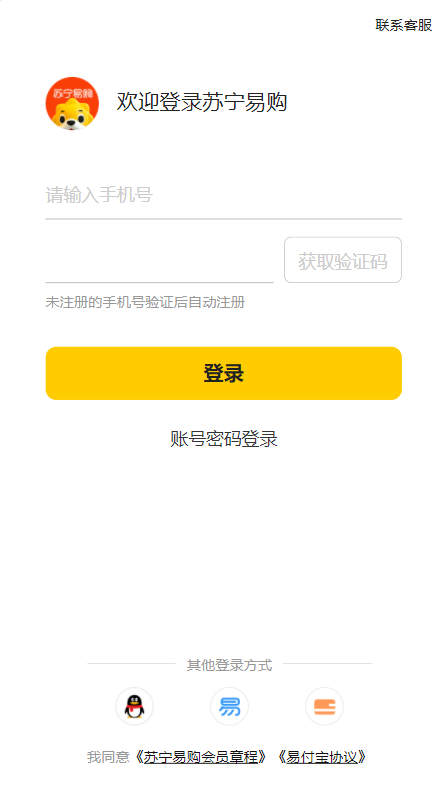 联系客服
苏宁易购
欢迎登录苏宁易购
请输入手机号
获取验证码
未注册的手机号验证后自动注册
登录
账号密码登录
其他登录方式
易
我同意《苏宁易购会员章程》《易付宝协议》